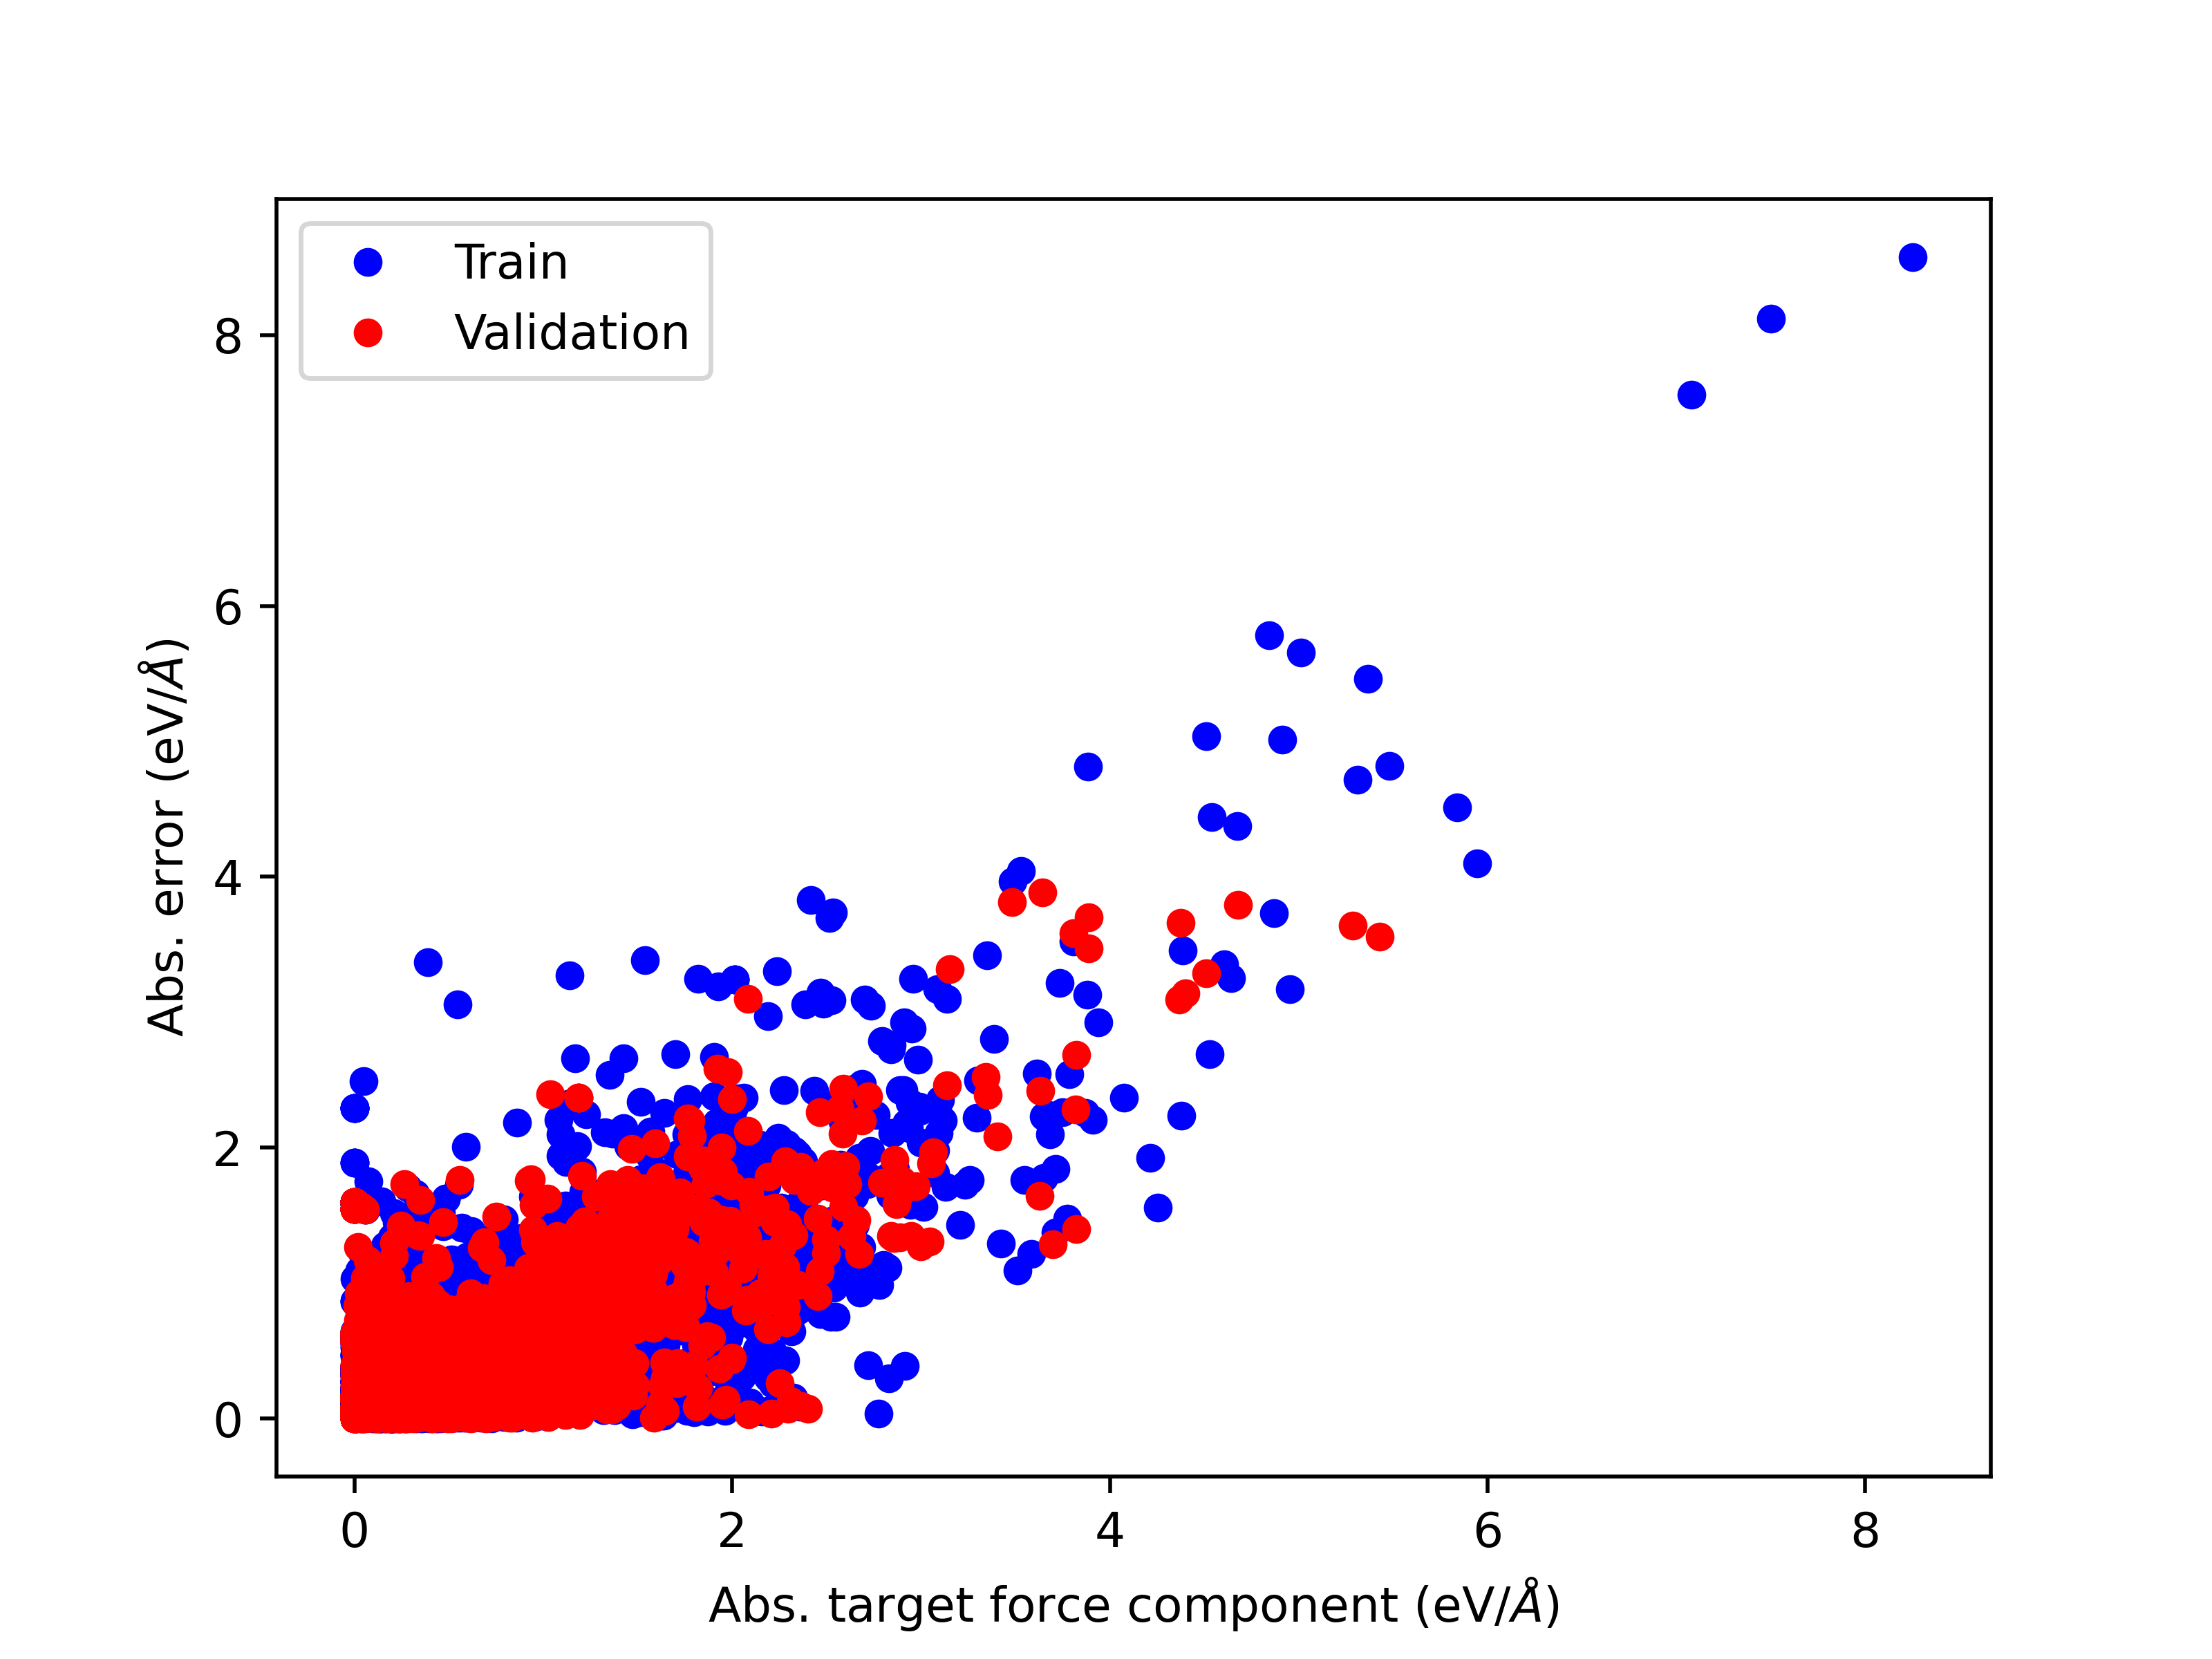 Train
Validation
8
6
4
2
0
0 2 4 6 8
Abs. error (eV/Å)
Abs. target force component (eV/Å)